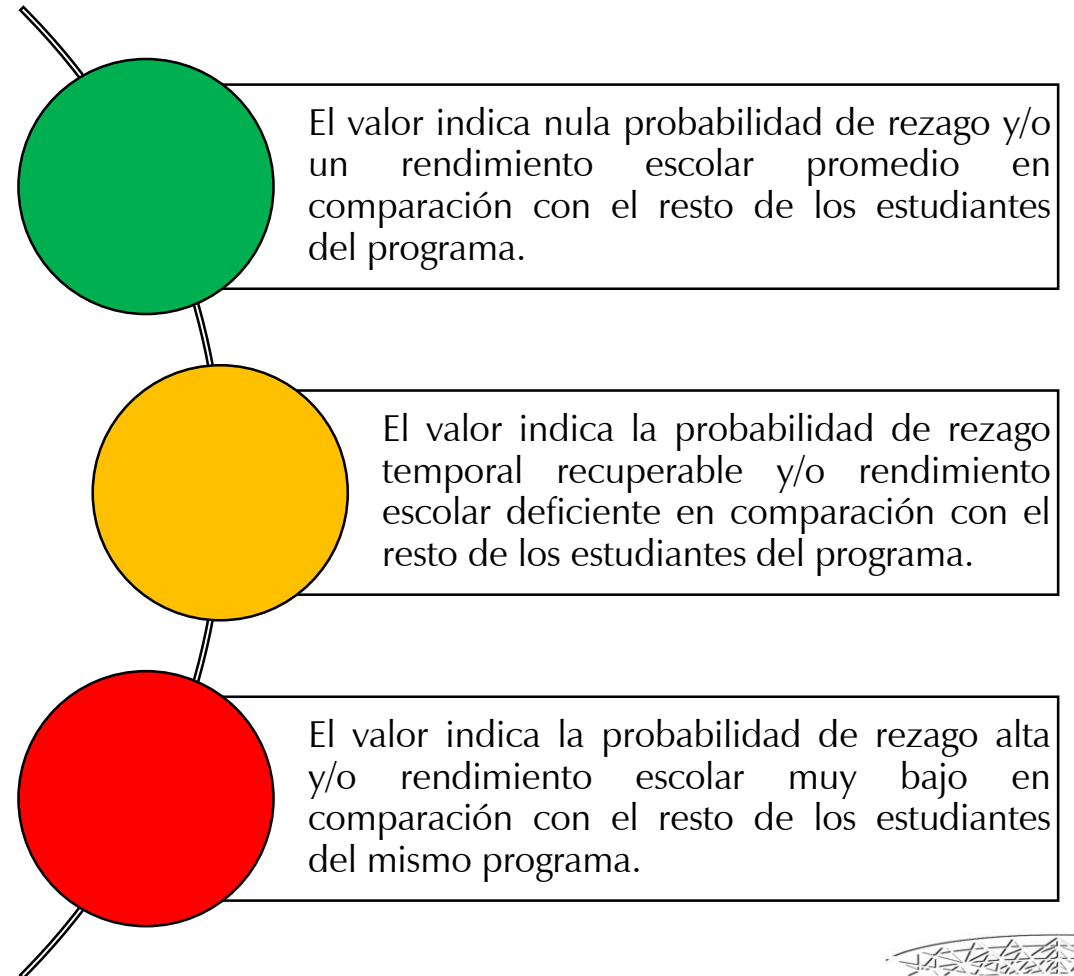 El valor indica nula probabilidad de rezago y/o
un rendimiento escolar promedio en
comparación con el resto de los estudiantes
del programa.
El valor indica la probabilidad de rezago
temporal recuperable y/o rendimiento
escolar deficiente en comparación con el
resto de los estudiantes del programa.
El valor indica la probabilidad de rezago alta
y/o rendimiento escolar muy bajo en
comparación con el resto de los estudiantes
del mismo programa.